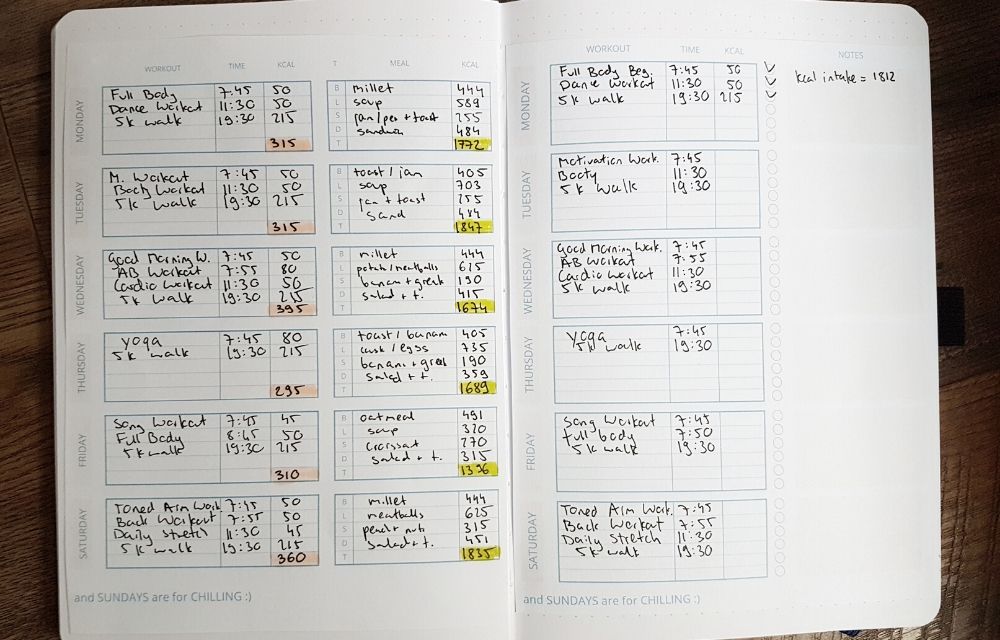 WORKOUT TIME KCAL T MEAL KCAL
MONDAY
Full Body 7:45 50 B millet 444
Dance Workout 11:30 50 L soup 589
5k walk 19:30 215 S jam/pea + toast 255
D sandwich 484
315 T 1772
TUESDAY
M. Workout 7:45 50 B toast / jam 405
Booty Workout 11:30 50 L soup 703
5k walk 19:30 215 S jam + toast 255
D sand 484
315 T 1847
WEDNESDAY
Good Morning W. 7:45 50 B millet 444
AB Workout 7:55 80 L potato/meatballs 625
Cardio Workout 11:30 50 S banana + greek 190
5k walk 19:30 215 D salad + t. 415
395 T 1674
THURSDAY
yoga 7:45 80 B toast / banana 405
5k walk 19:30 215 L /eggs 735
S banana + greek 190
D salad + t. 359
295 T 1689
FRIDAY
Song Workout 7:45 45 B oatmeal 491
Full Body 8:45 50 L soup 320
5k walk 19:30 215 S croissant 270
D salad + t. 315
310 T 1396
SATURDAY
Toned Arm Work 7:45 50 B millet 444
Back Workout 7:55 50 L meatballs 625
Daily Stretch 11:30 45 S + nuts 315
5k walk 19:30 215 D salad + t. 451
360 T 1835
and SUNDAYS are for CHILLING :)
WORKOUT TIME KCAL NOTES
MONDAY
Full Body Beg. 7:45 50 kcal intake = 1812
Dance Workout 11:30 50
5k walk 19:30 215
TUESDAY
Motivation Work. 7:45
Booty 11:30
5k walk 19:30
WEDNESDAY
Good Morning Work. 7:45
AB Workout 7:55
Cardio Workout 11:30
5k walk 19:30
THURSDAY
yoga 7:45
5k walk 19:30
FRIDAY
Song Workout 7:45
full body 7:50
5k walk 19:30
SATURDAY
Toned Arm Work. 7:45
Back Workout 7:55
Daily Stretch 11:30
5k walk 19:30
and SUNDAYS are for CHILLING :)